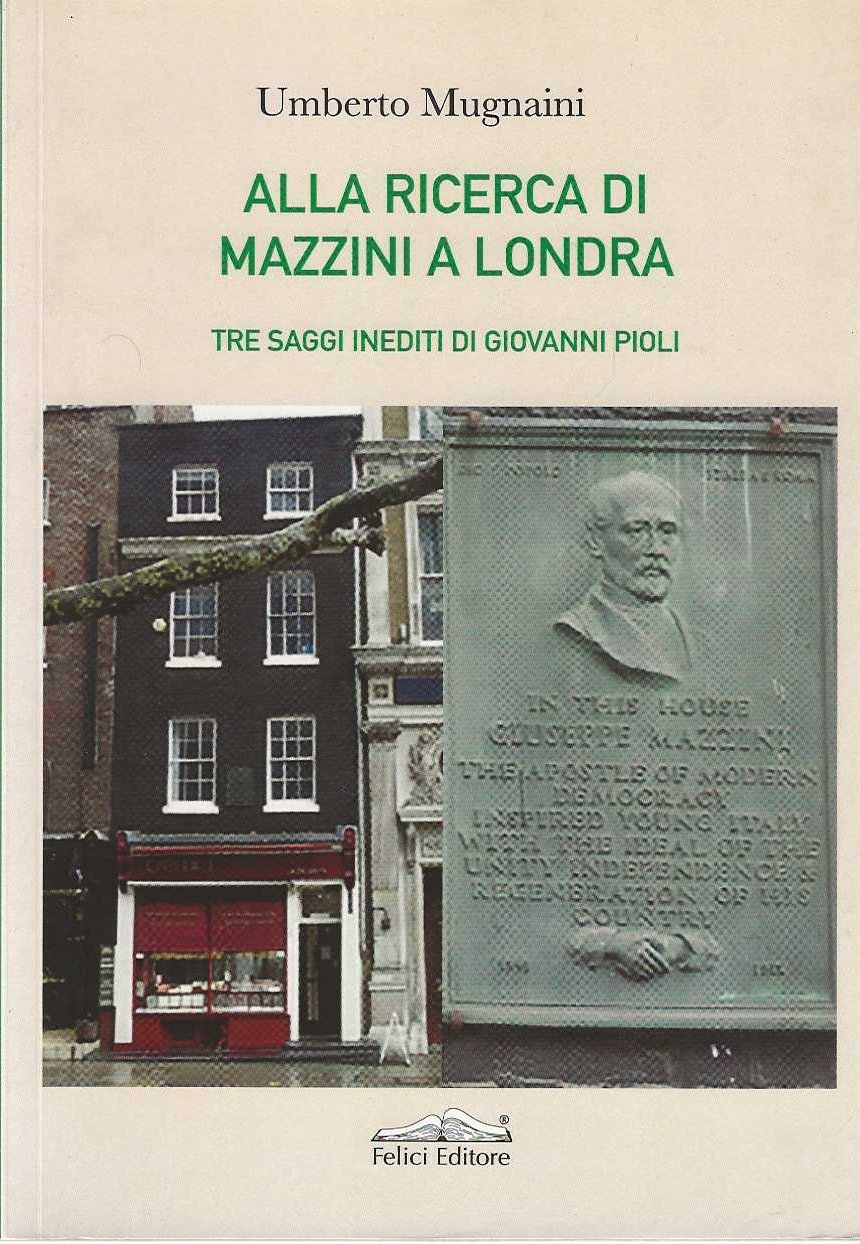 Umberto Mugnaini
ALLA RICERCA DI
MAZZINI A LONDRA
TRE SAGGI INEDITI DI GIOVANNI PIOLI
IN THIS HOUSE
GIUSEPPE MAZZINI
THE APOSTLE OF MODERN
DEMOCRACY
INSPIRED YOUNG ITALY
WITH THE IDEAL OF THE
UNITY INDEPENDENCE &
REGENERATION OF HIS
COUNTRY
®
Felici Editore